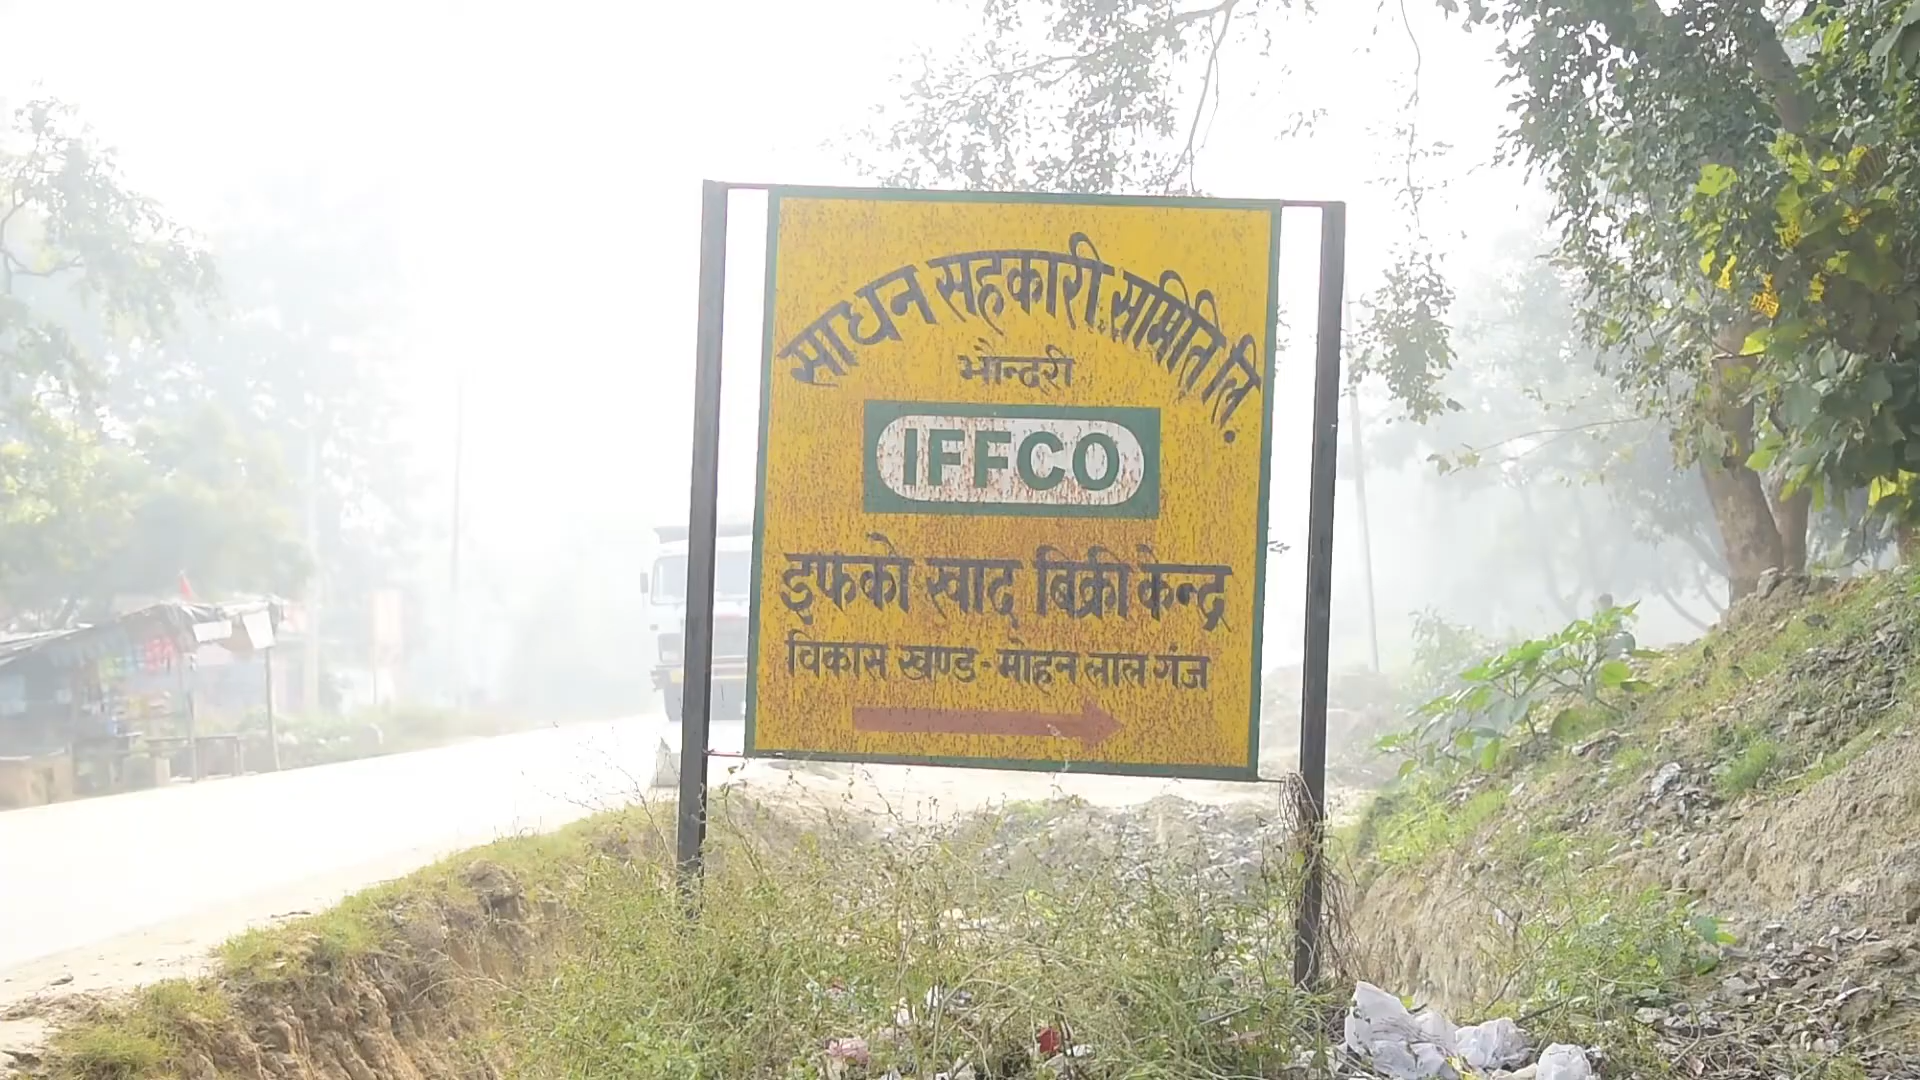 साधन सहकारी समिति लि.
भौन्दरी
IFFCO
इफको खाद बिक्री केन्द्र
विकास खण्ड - मोहन लाल गंज